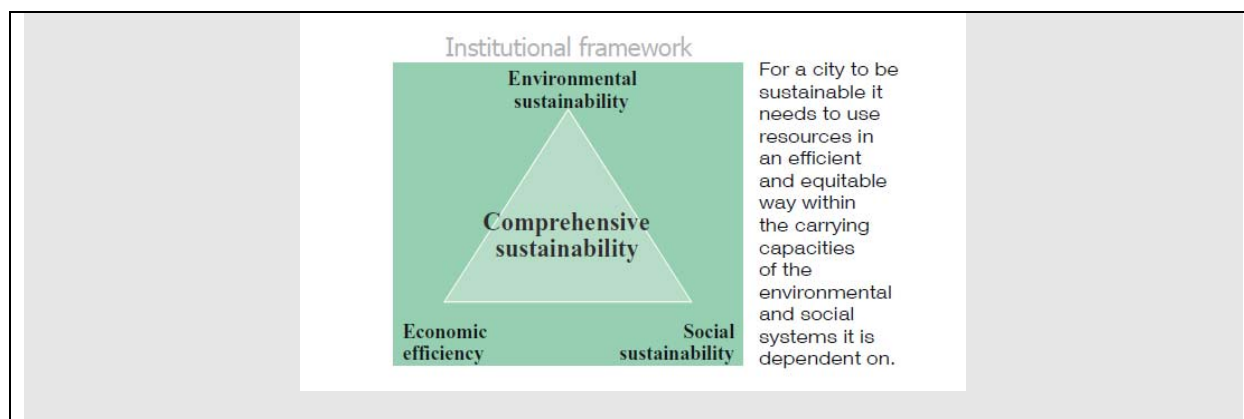 Institutional framework
Environmental
sustainability
Comprehensive
sustainability
Economic
efficiency
Social
sustainability
For a city to be
sustainable it
needs to use
resources in
an efficient
and equitable
way within
the carrying
capacities
of the
environmental
and social
systems it is
dependent on.